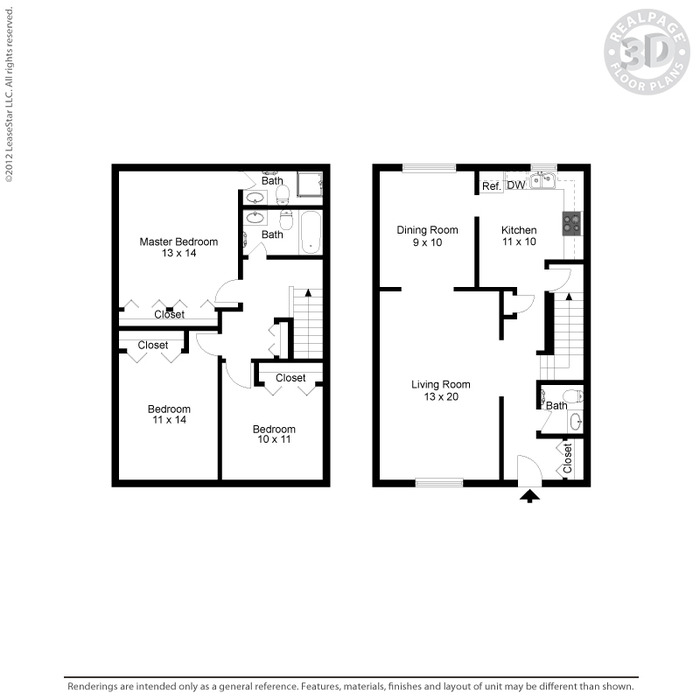 ©2012 LeaseStar LLC. All rights reserved.
REALPAGE
3D
FLOOR PLANS
Bath
Master Bedroom
13 x 14
Bath
Closet
Closet
Bedroom
11 x 14
Closet
Bedroom
10 x 11
Ref.
DW
Dining Room
9 x 10
Kitchen
11 x 10
Living Room
13 x 20
Bath
Closet
Renderings are intended only as a general reference. Features, materials, finishes and layout of unit may be different than shown.